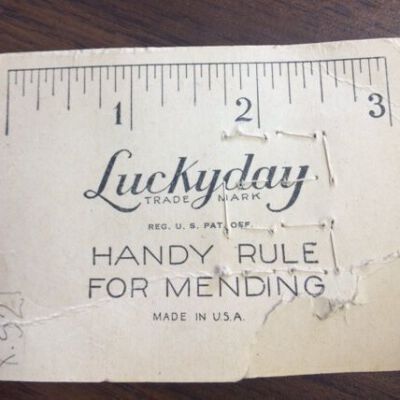 1 2 3
Luckyday
TRADE MARK
REG. U. S. PAT. OFF.
HANDY RULE
FOR MENDING
MADE IN U.S.A.